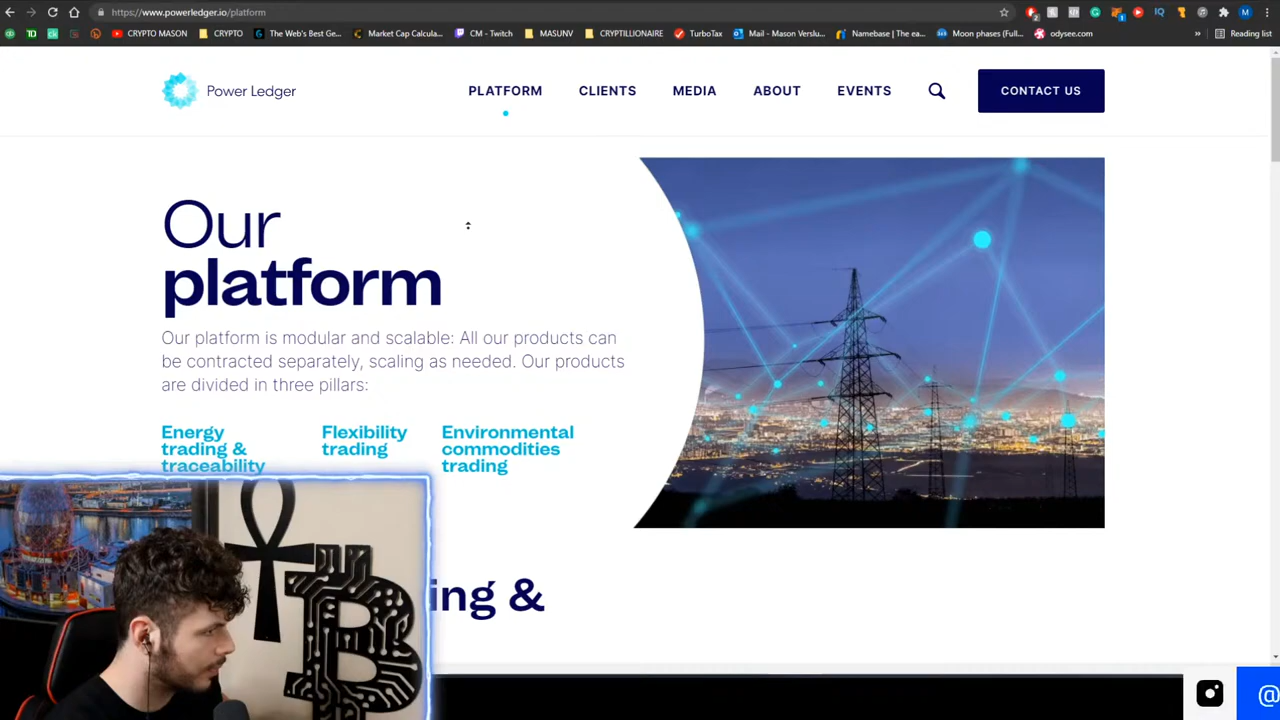 https://www.powerledger.io/platform
CRYPTO MASON
CRYPTO
The Web's Best Ge...
Market Cap Calcula...
CM - Twitch
MASUNV
CRYPTILLIONAIRE
TurboTax
Mail - Mason Verslu...
Namebase | The ea...
Moon phases (Full...
odysee.com
»
Reading list
Power Ledger
PLATFORM
CLIENTS
MEDIA
ABOUT
EVENTS
CONTACT US
Our
platform
Our platform is modular and scalable: All our products can
be contracted separately, scaling as needed. Our products
are divided in three pillars:
Energy
trading &
traceability
Flexibility
trading
Environmental
commodities
trading
ing &
@